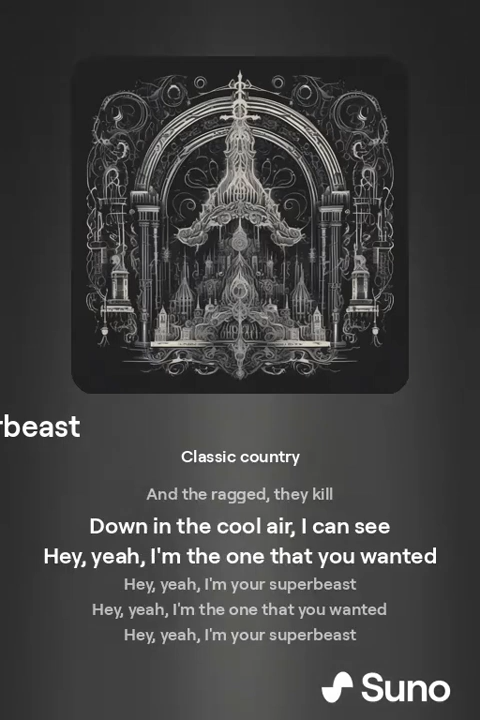 rbeast
Classic country
And the ragged, they kill
Down in the cool air, I can see
Hey, yeah, I'm the one that you wanted
Hey, yeah, I'm your superbeast
Hey, yeah, I'm the one that you wanted
Hey, yeah, I'm your superbeast
Suno